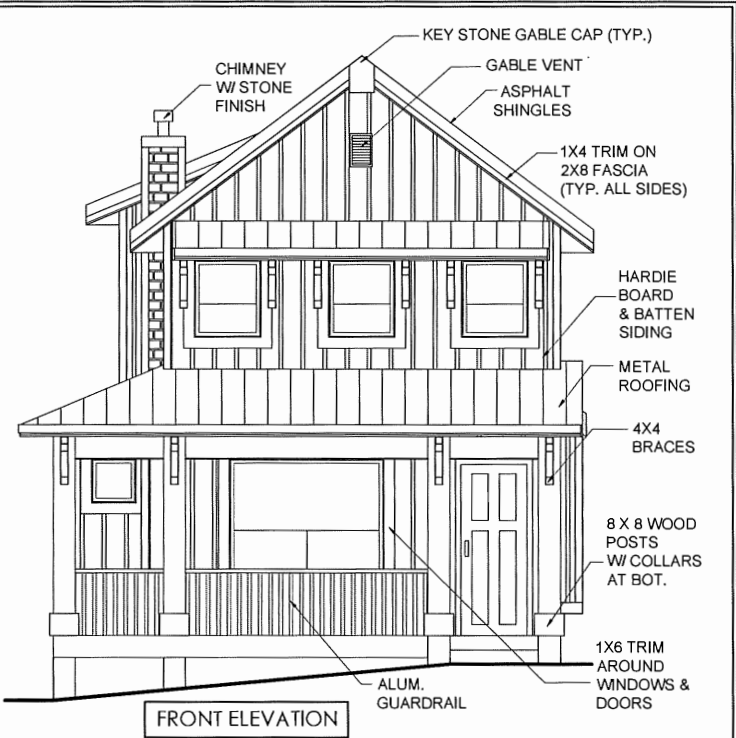 KEY STONE GABLE CAP (TYP.)
GABLE VENT
CHIMNEY
W/ STONE
FINISH
ASPHALT
SHINGLES
1X4 TRIM ON
2X8 FASCIA
(TYP. ALL SIDES)
HARDIE
BOARD
& BATTEN
SIDING
METAL
ROOFING
4X4
BRACES
8 X 8 WOOD
POSTS
W/ COLLARS
AT BOT.
1X6 TRIM
AROUND
WINDOWS &
DOORS
ALUM.
GUARDRAIL
FRONT ELEVATION